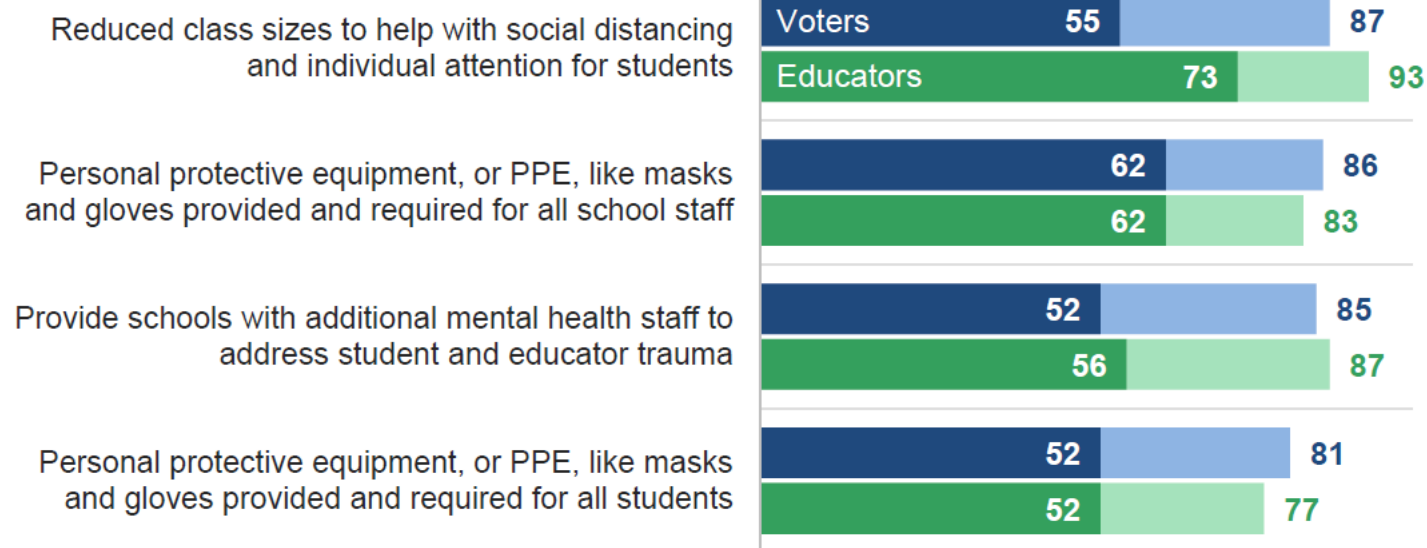 Reduced class sizes to help with social distancing
and individual attention for students
Voters 55 87
Educators 73 93
Personal protective equipment, or PPE, like masks
and gloves provided and required for all school staff
62 86
62 83
Provide schools with additional mental health staff to
address student and educator trauma
52 85
56 87
Personal protective equipment, or PPE, like masks
and gloves provided and required for all students
52 81
52 77